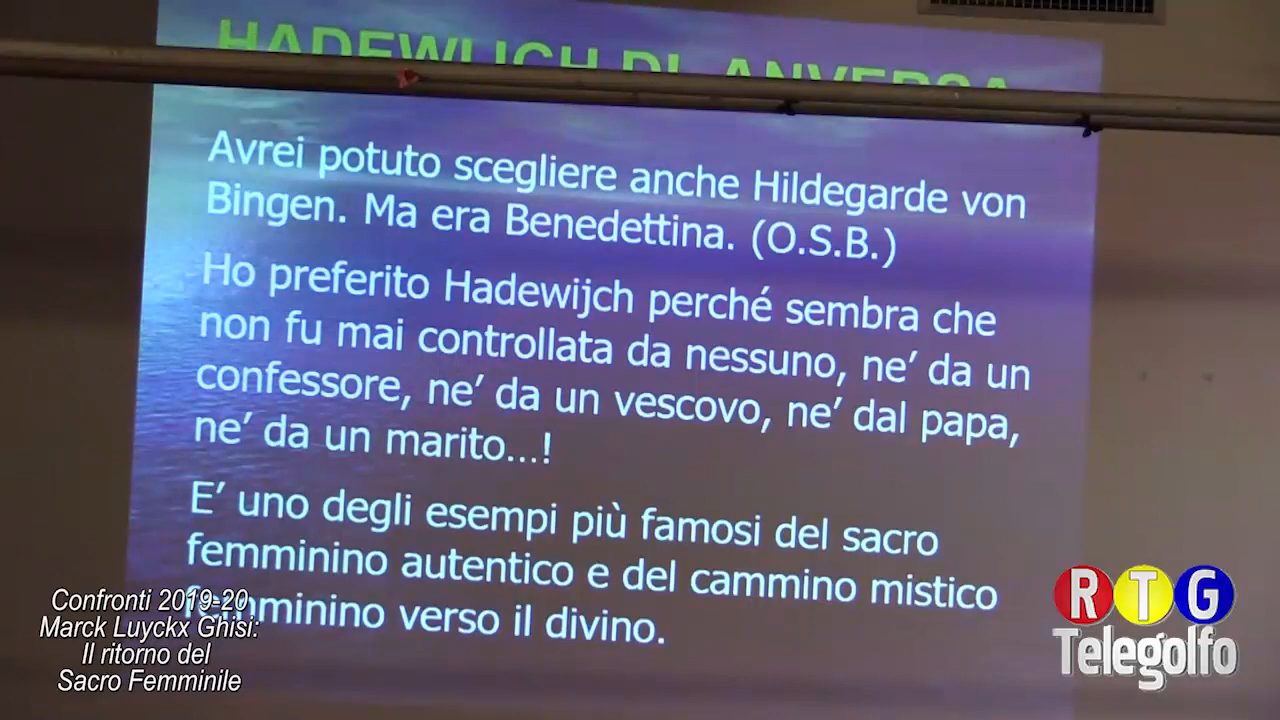 HADEWIJCH DI ANVERSA
Avrei potuto scegliere anche Hildegarde von
Bingen. Ma era Benedettina. (O.S.B.)
Ho preferito Hadewijch perché sembra che
non fu mai controllata da nessuno, ne’ da un
confessore, ne’ da un vescovo, ne’ dal papa,
ne’ da un marito...!
E’ uno degli esempi più famosi del sacro
femminino autentico e del cammino mistico
femminino verso il divino.
Confronti 2019-20
Marck Luyckx Ghisi:
Il ritorno del
Sacro Femminile
RTG
Telegolfo